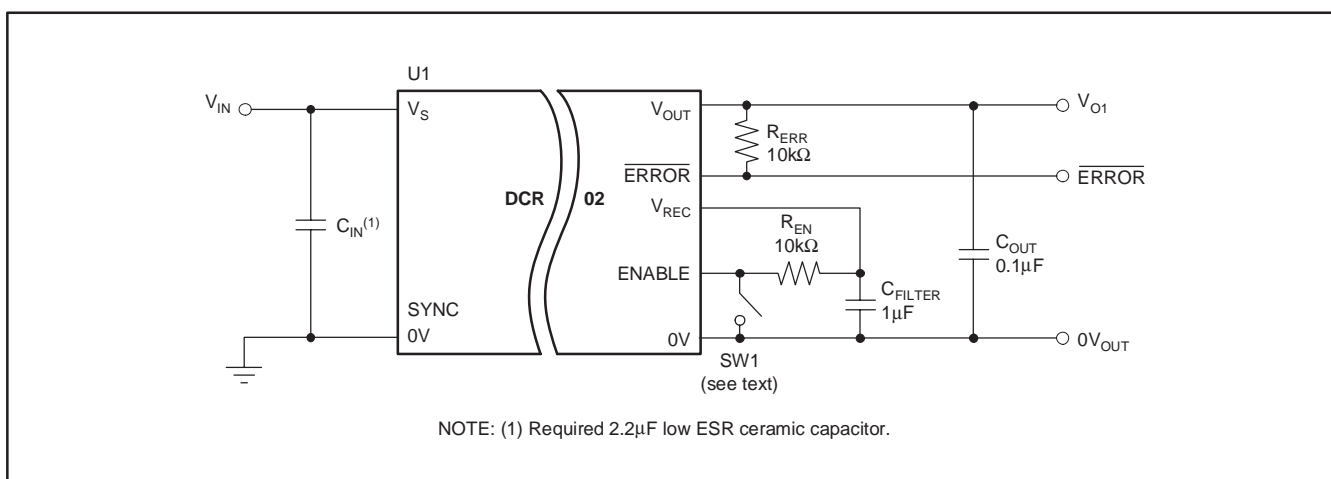 U1
V_IN
V_S
V_OUT
V_O1
R_ERR
10kΩ
ERROR
ERROR
DCR 02
V_REC
R_EN
10kΩ
C_IN(1)
C_OUT
0.1μF
ENABLE
C_FILTER
1μF
SYNC
0V
0V
0V_OUT
SW1
(see text)
NOTE: (1) Required 2.2μF low ESR ceramic capacitor.